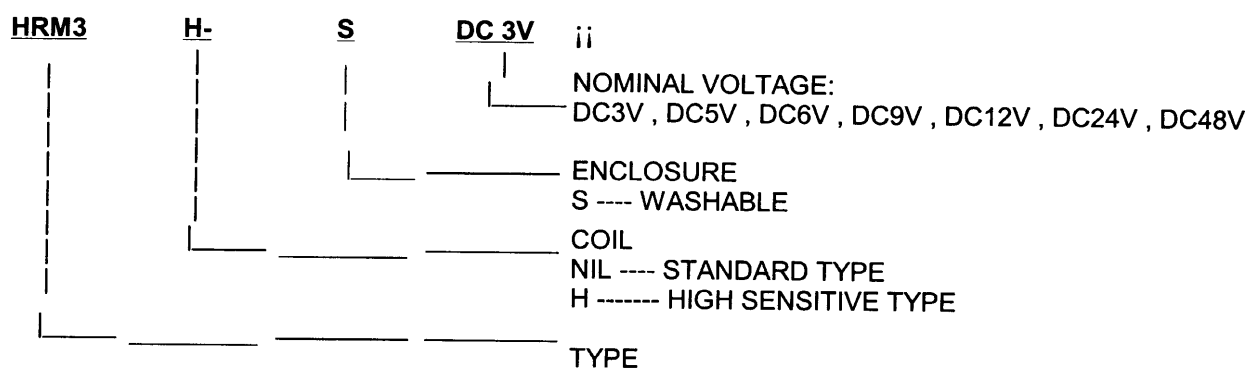 HRM3 H- S DC 3V ¡¡
NOMINAL VOLTAGE:
DC3V , DC5V , DC6V , DC9V , DC12V , DC24V , DC48V
ENCLOSURE
S ---- WASHABLE
COIL
NIL ---- STANDARD TYPE
H ------- HIGH SENSITIVE TYPE
TYPE